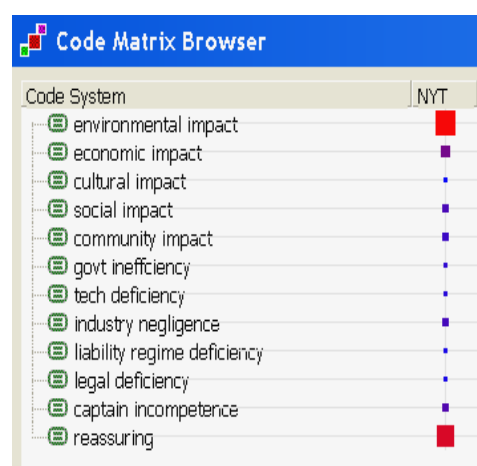 Code Matrix Browser
Code System NYT
environmental impact
economic impact
cultural impact
social impact
community impact
govt ineffciency
tech deficiency
industry negligence
liability regime deficiency
legal deficiency
captain incompetence
reassuring